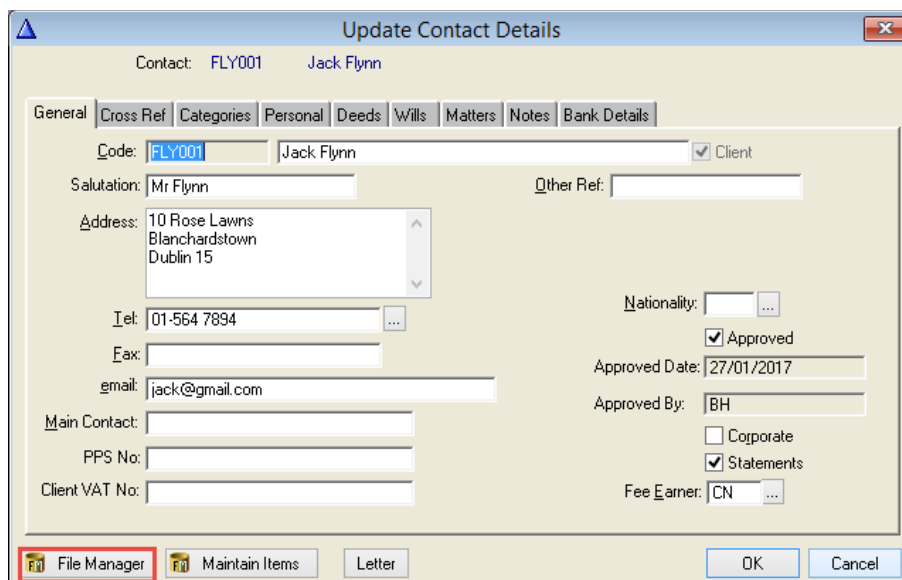 Update Contact Details
Contact: FLY001 Jack Flynn
General Cross Ref Categories Personal Deeds Wills Matters Notes Bank Details
Code: FLY001 Jack Flynn Client
Salutation: Mr Flynn Other Ref:
Address: 10 Rose Lawns
Blanchardstown
Dublin 15
Nationality: ...
Tel: 01-564 7894 ...
Approved
Fax:
Approved Date: 27/01/2017
email: jack@gmail.com
Approved By: BH
Main Contact:
Corporate
PPS No:
Statements
Client VAT No:
Fee Earner: CN ...
FM File Manager FM Maintain Items Letter OK Cancel